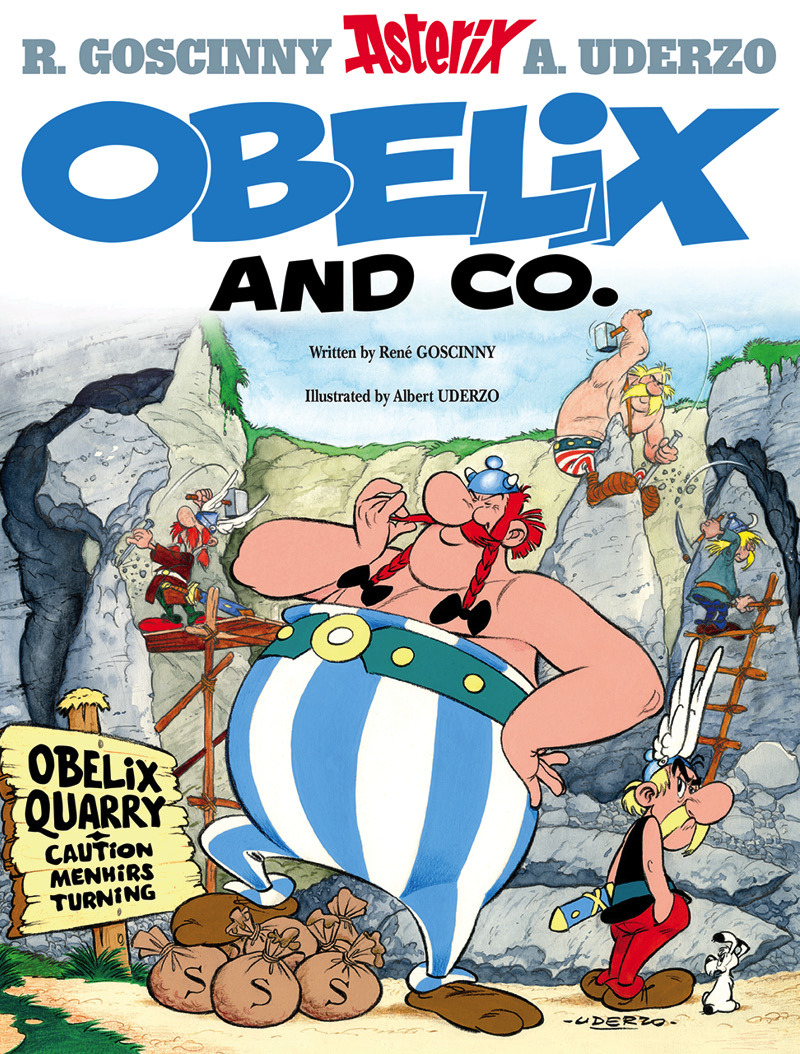 R. GOSCINNY Asterix A. UDERZO
OBELiX
AND CO.
Written by René GOSCINNY
Illustrated by Albert UDERZO
OBELiX
QUARRY
CAUTiON
MENHiRS
TURNiNG
S S S
-UDERZO-